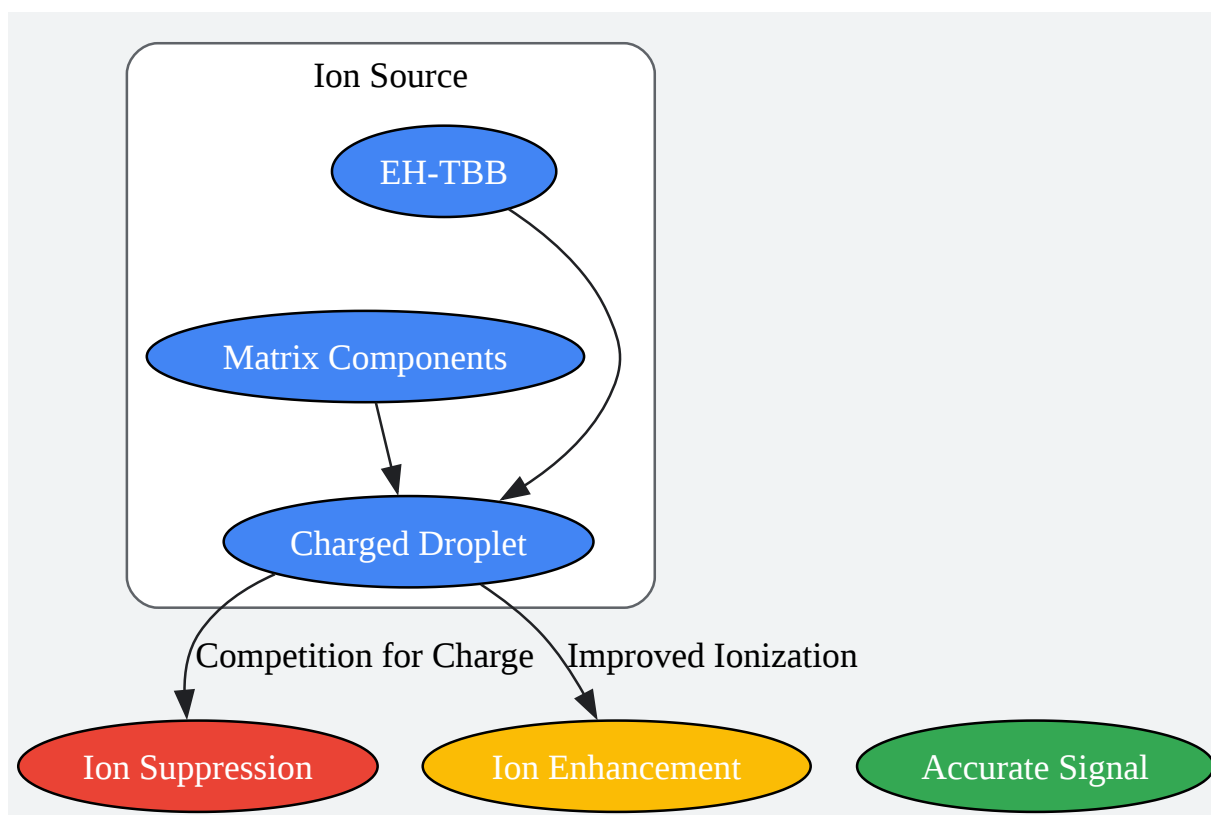 Ion Source
EH-TBB
Matrix Components
Charged Droplet
Competition for Charge
Improved Ionization
Ion Suppression
Ion Enhancement
Accurate Signal